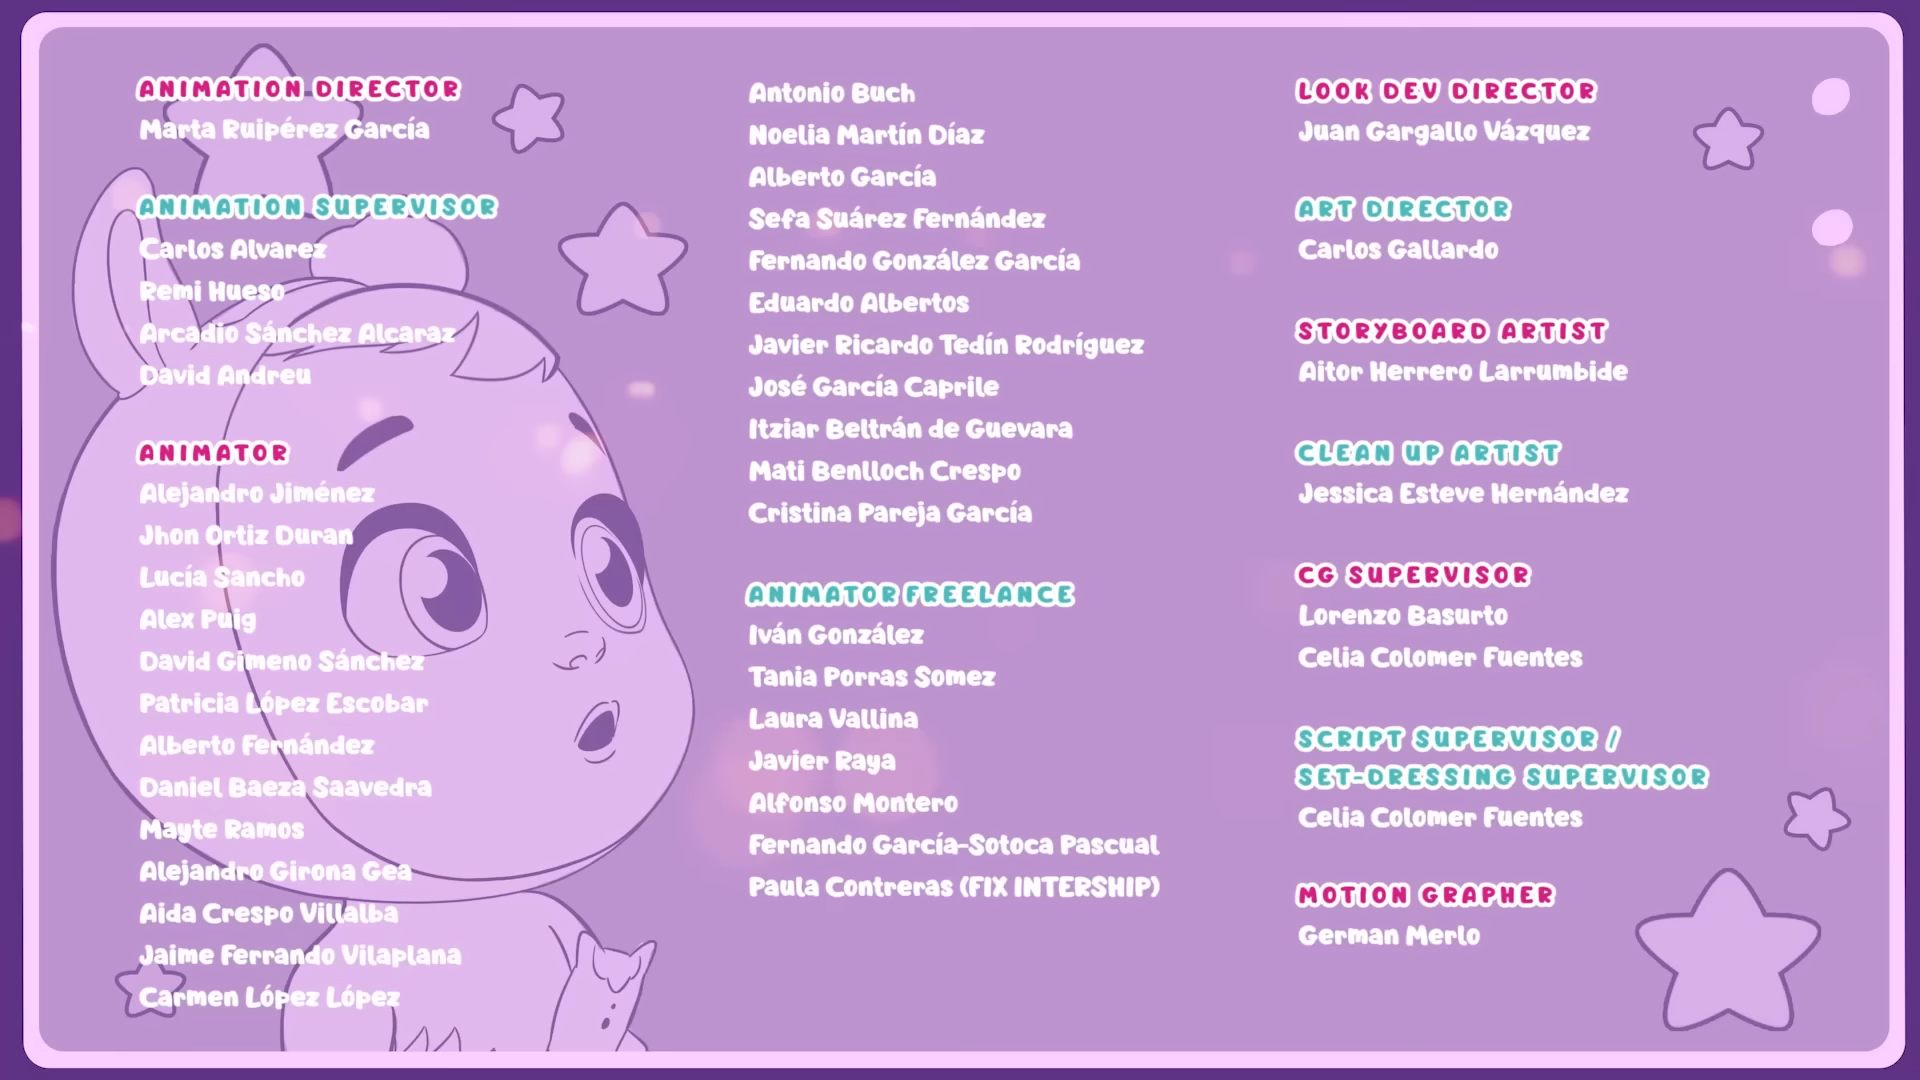 ANIMATION DIRECTOR
Marta Ruipérez García
ANIMATION SUPERVISOR
Carlos Alvarez
Remi Hueso
Arcadio Sánchez Alcaraz
David Andreu
ANIMATOR
Alejandro Jiménez
Jhon Ortiz Duran
Lucía Sancho
Alex Puig
David Gimeno Sánchez
Patricia López Escobar
Alberto Fernández
Daniel Baeza Saavedra
Mayte Ramos
Alejandro Girona Gea
Aida Crespo Villalba
Jaime Ferrando Vilaplana
Carmen López López
Antonio Buch
Noelia Martín Díaz
Alberto García
Sefa Suárez Fernández
Fernando González García
Eduardo Albertos
Javier Ricardo Tedín Rodríguez
José García Caprile
Itziar Beltrán de Guevara
Mati Benlloch Crespo
Cristina Pareja García
ANIMATOR FREELANCE
Iván González
Tania Porras Somez
Laura Vallina
Javier Raya
Alfonso Montero
Fernando García-Sotoca Pascual
Paula Contreras (FIX INTERSHIP)
LOOK DEV DIRECTOR
Juan Gargallo Vázquez
ART DIRECTOR
Carlos Gallardo
STORYBOARD ARTIST
Aitor Herrero Larrumbide
CLEAN UP ARTIST
Jessica Esteve Hernández
CG SUPERVISOR
Lorenzo Basurto
Celia Colomer Fuentes
SCRIPT SUPERVISOR /
SET-DRESSING SUPERVISOR
Celia Colomer Fuentes
MOTION GRAPHER
German Merlo